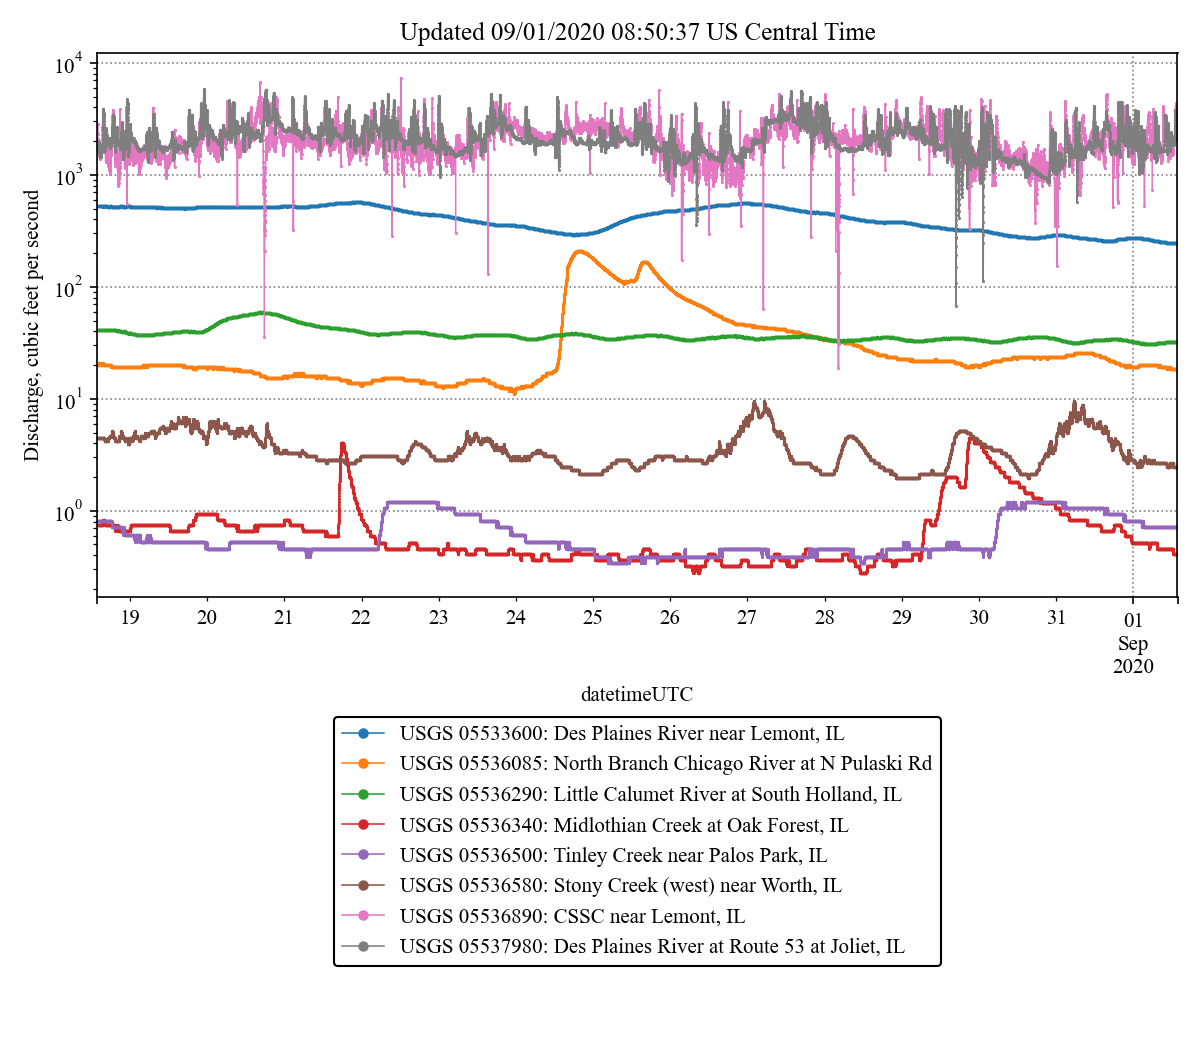 Updated 09/01/2020 08:50:37 US Central Time
Discharge, cubic feet per second
10^4
10^3
10^2
10^1
10^0
19 20 21 22 23 24 25 26 27 28 29 30 31 01
Sep
2020
datetimeUTC
USGS 05533600: Des Plaines River near Lemont, IL
USGS 05536085: North Branch Chicago River at N Pulaski Rd
USGS 05536290: Little Calumet River at South Holland, IL
USGS 05536340: Midlothian Creek at Oak Forest, IL
USGS 05536500: Tinley Creek near Palos Park, IL
USGS 05536580: Stony Creek (west) near Worth, IL
USGS 05536890: CSSC near Lemont, IL
USGS 05537980: Des Plaines River at Route 53 at Joliet, IL